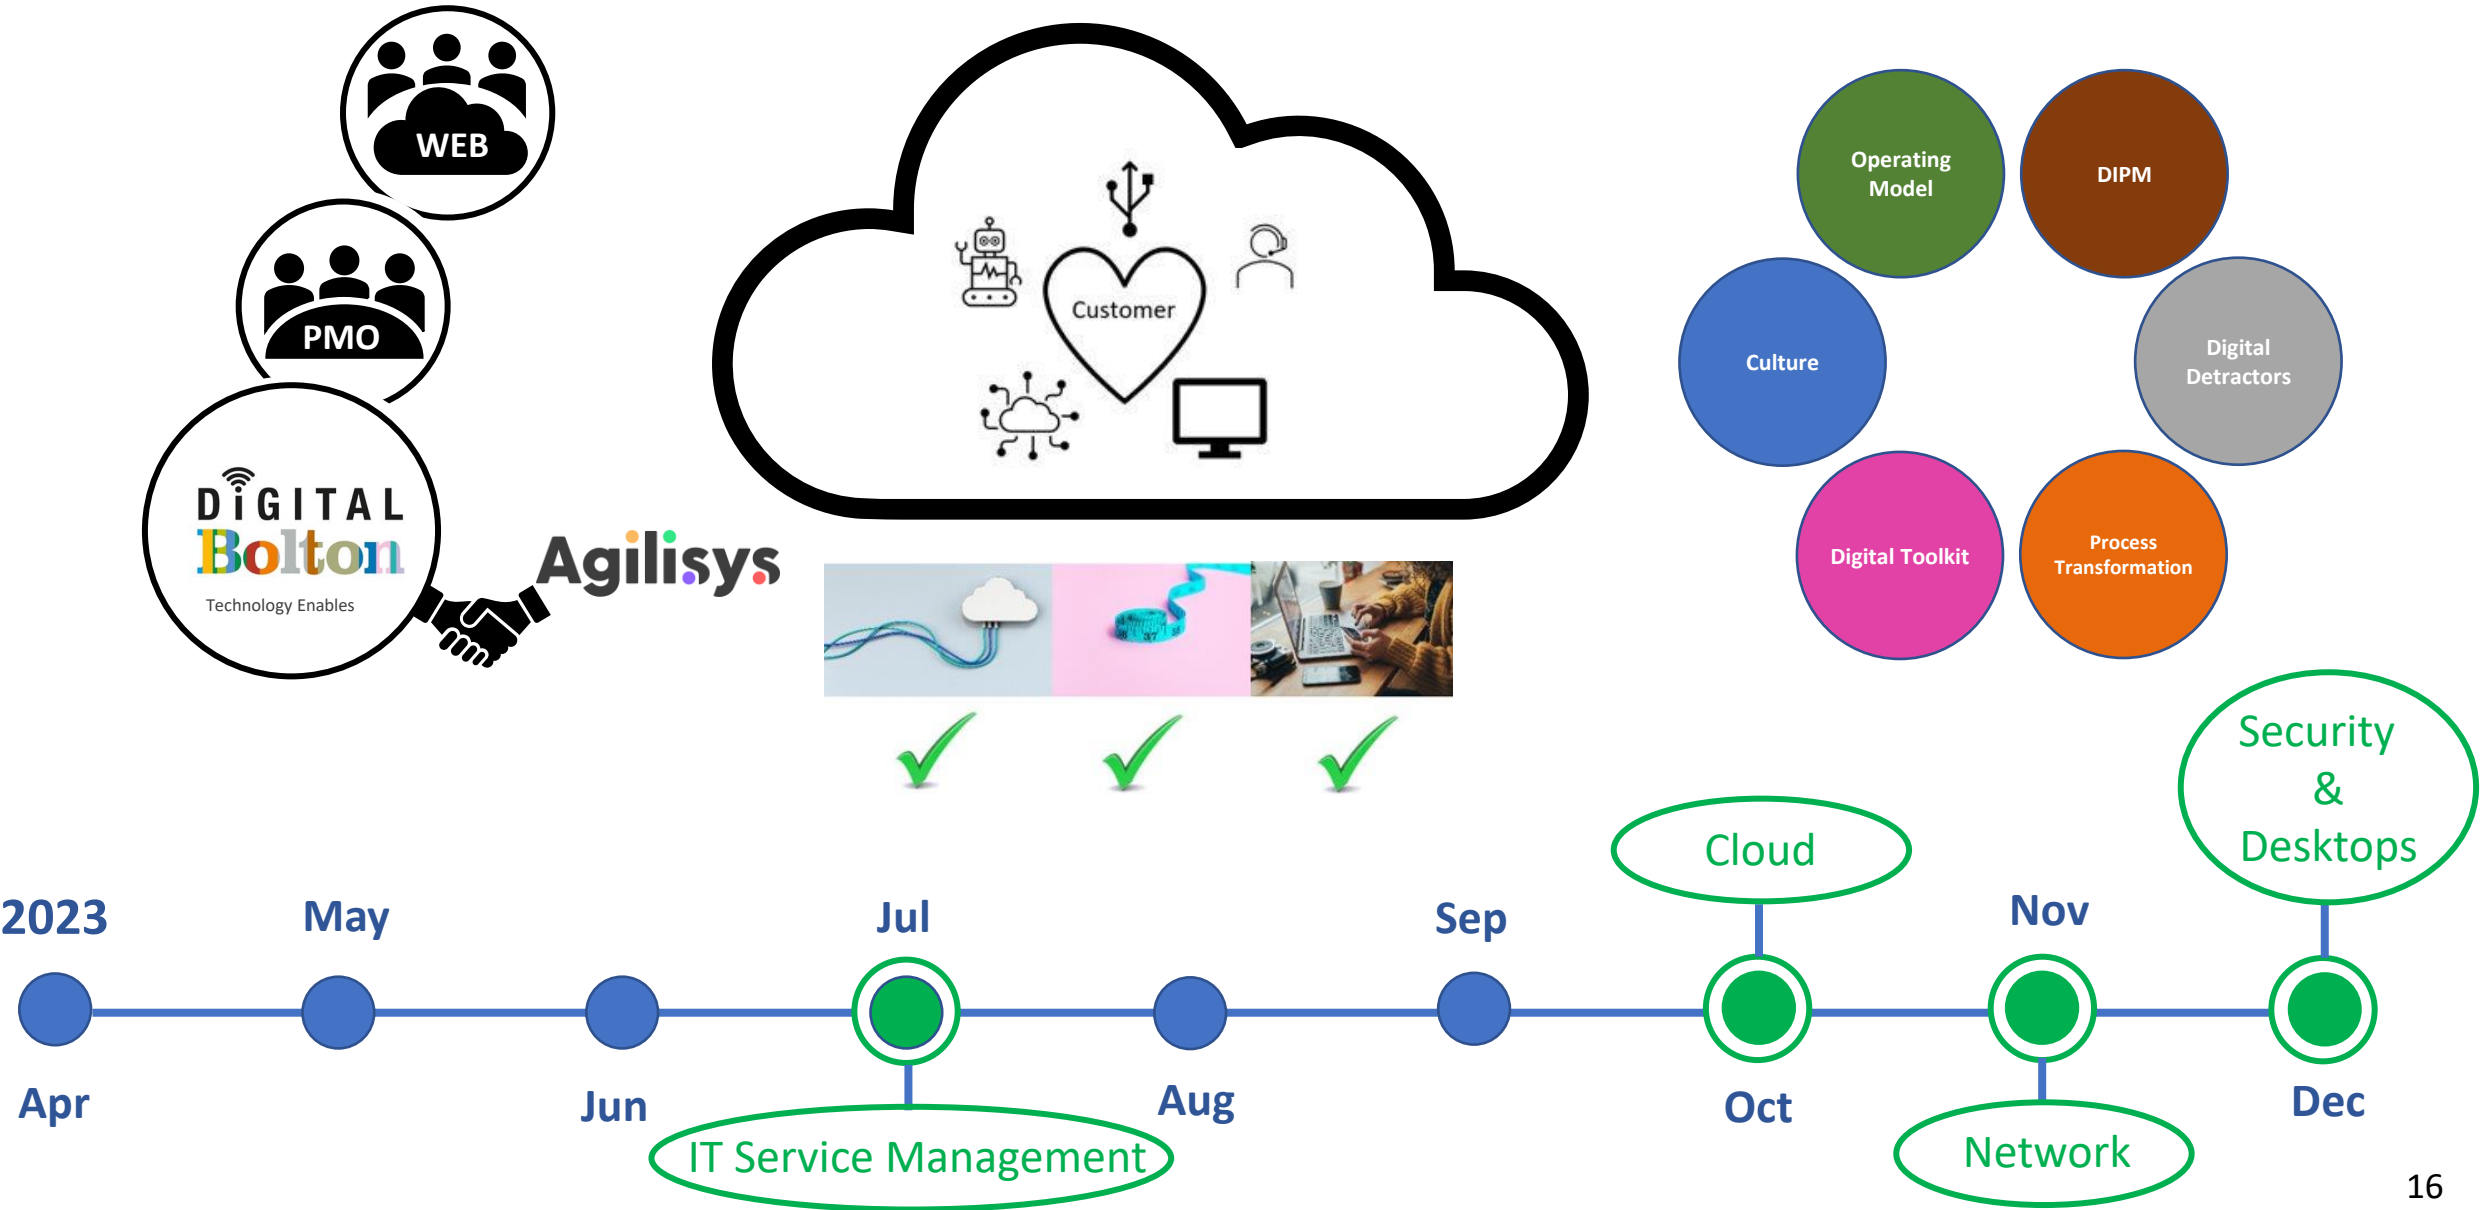 WEB
PMO
DIGITAL
Bolton
Technology Enables
Agilisys
Customer
Operating
Model
DIPM
Culture
Digital
Detractors
Digital Toolkit
Process
Transformation
Security
&
Desktops
Cloud
2023
May
Jul
Sep
Nov
Apr
Jun
Aug
Oct
Dec
IT Service Management
Network
16